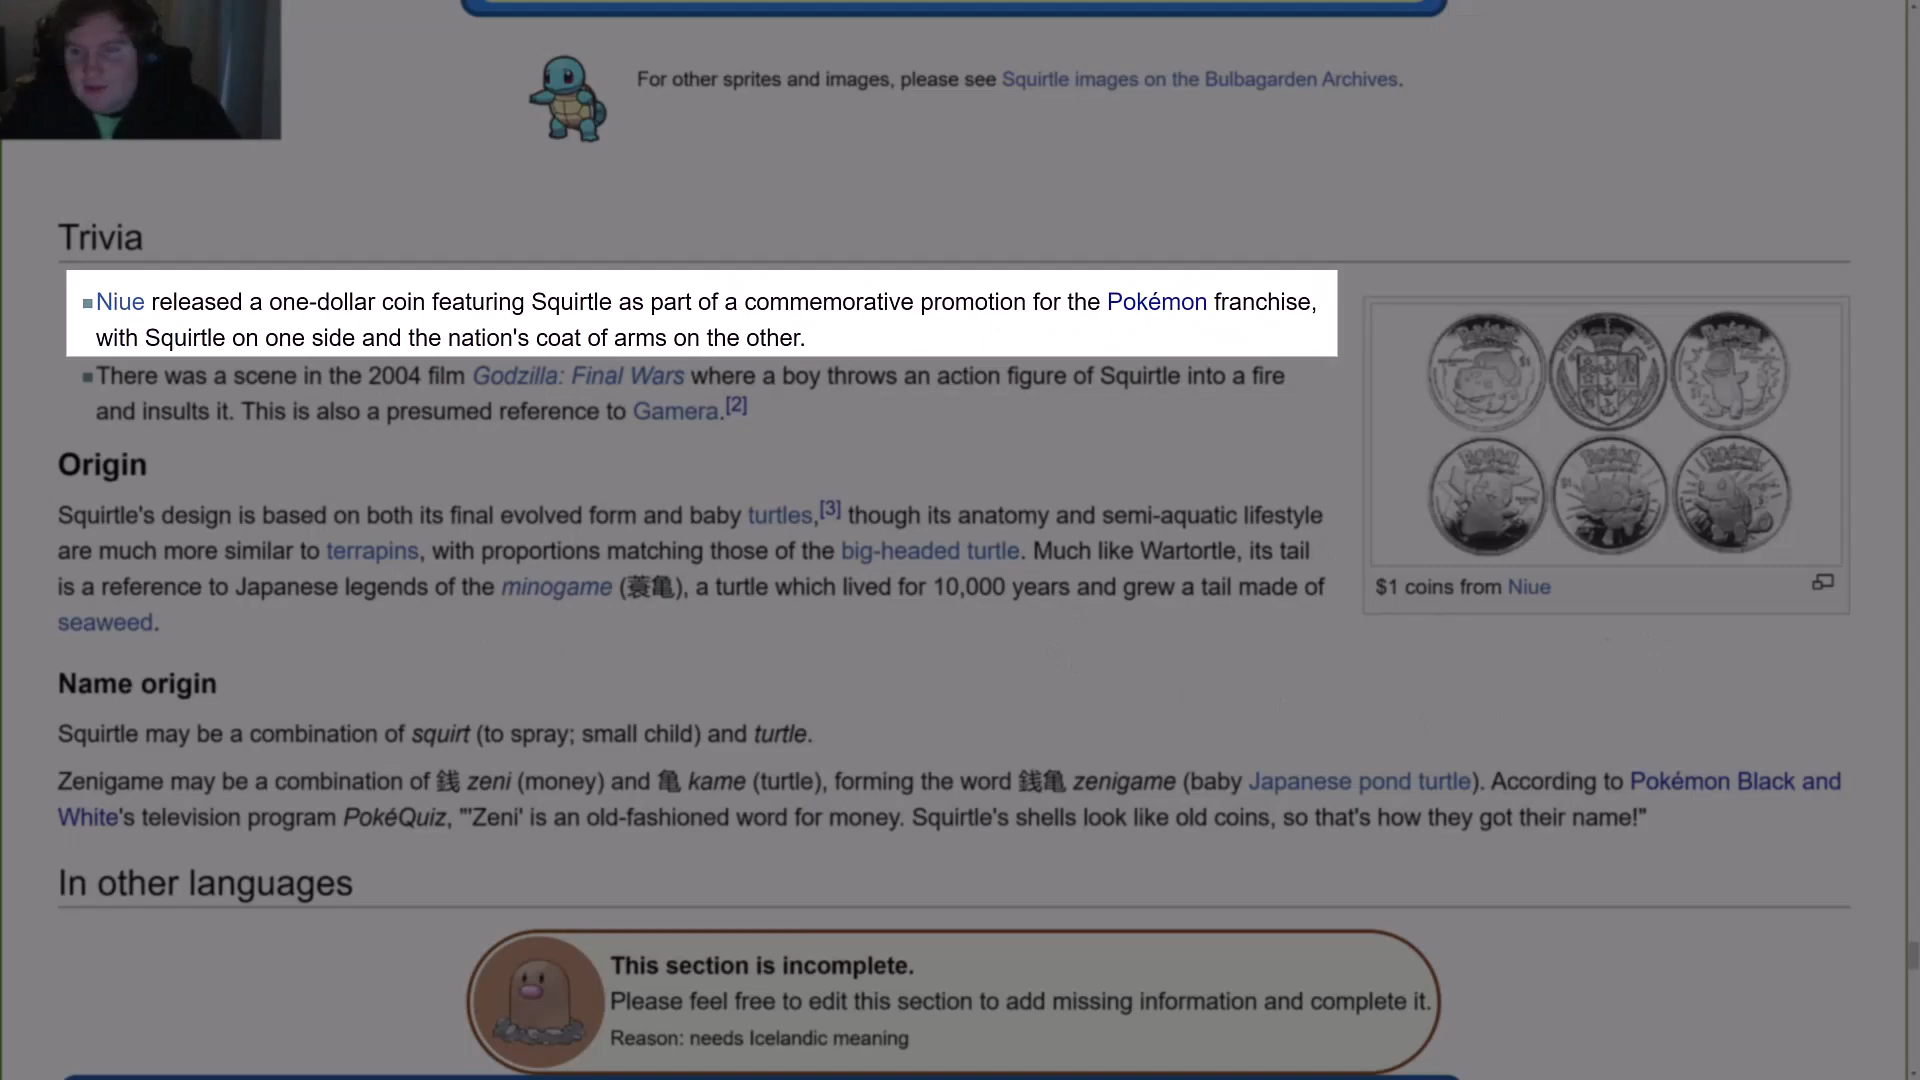 For other sprites and images, please see Squirtle images on the Bulbagarden Archives.
Trivia
Niue released a one-dollar coin featuring Squirtle as part of a commemorative promotion for the Pokémon franchise,
with Squirtle on one side and the nation's coat of arms on the other.
There was a scene in the 2004 film Godzilla: Final Wars where a boy throws an action figure of Squirtle into a fire
and insults it. This is also a presumed reference to Gamera.[2]
$1 coins from Niue
Origin
Squirtle's design is based on both its final evolved form and baby turtles,[3] though its anatomy and semi-aquatic lifestyle
are much more similar to terrapins, with proportions matching those of the big-headed turtle. Much like Wartortle, its tail
is a reference to Japanese legends of the minogame (蓑亀), a turtle which lived for 10,000 years and grew a tail made of
seaweed.
Name origin
Squirtle may be a combination of squirt (to spray; small child) and turtle.
Zenigame may be a combination of 銭 zeni (money) and 亀 kame (turtle), forming the word 銭亀 zenigame (baby Japanese pond turtle). According to Pokémon Black and
White's television program PokéQuiz, "'Zeni' is an old-fashioned word for money. Squirtle's shells look like old coins, so that's how they got their name!"
In other languages
This section is incomplete.
Please feel free to edit this section to add missing information and complete it.
Reason: needs Icelandic meaning